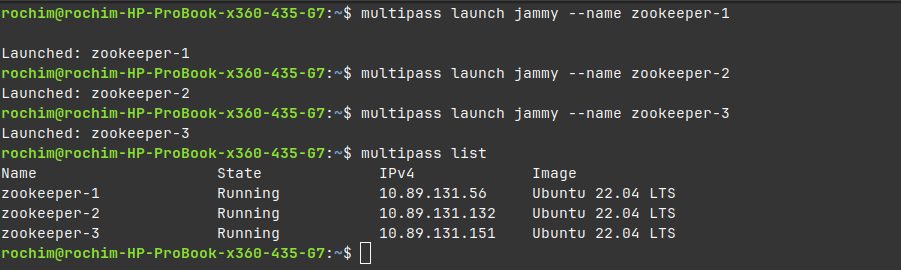 rochim@rochim-HP-ProBook-x360-435-G7:~$ multipass launch jammy --name zookeeper-1
Launched: zookeeper-1
rochim@rochim-HP-ProBook-x360-435-G7:~$ multipass launch jammy --name zookeeper-2
Launched: zookeeper-2
rochim@rochim-HP-ProBook-x360-435-G7:~$ multipass launch jammy --name zookeeper-3
Launched: zookeeper-3
rochim@rochim-HP-ProBook-x360-435-G7:~$ multipass list
Name                    State             IPv4             Image
zookeeper-1             Running           10.89.131.56     Ubuntu 22.04 LTS
zookeeper-2             Running           10.89.131.132    Ubuntu 22.04 LTS
zookeeper-3             Running           10.89.131.151    Ubuntu 22.04 LTS
rochim@rochim-HP-ProBook-x360-435-G7:~$